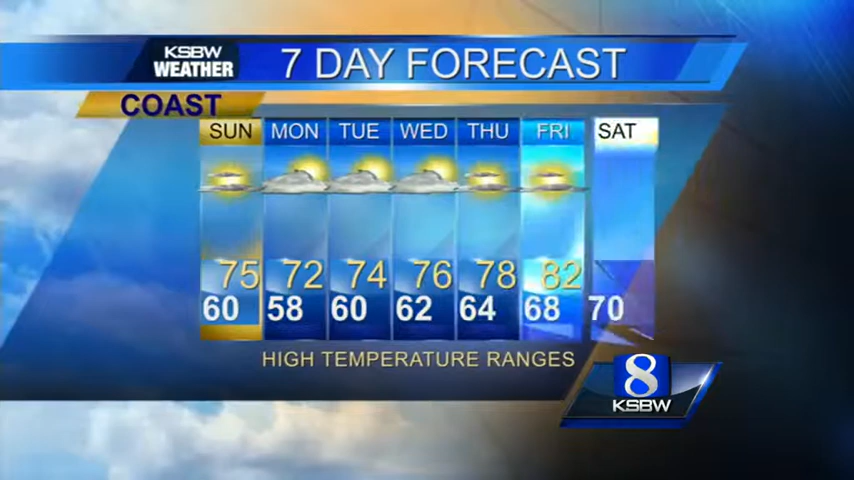 KSBW
WEATHER
7 DAY FORECAST
COAST
SUN MON TUE WED THU FRI SAT
75 72 74 76 78 82
60 58 60 62 64 68 70
HIGH TEMPERATURE RANGES
8
KSBW